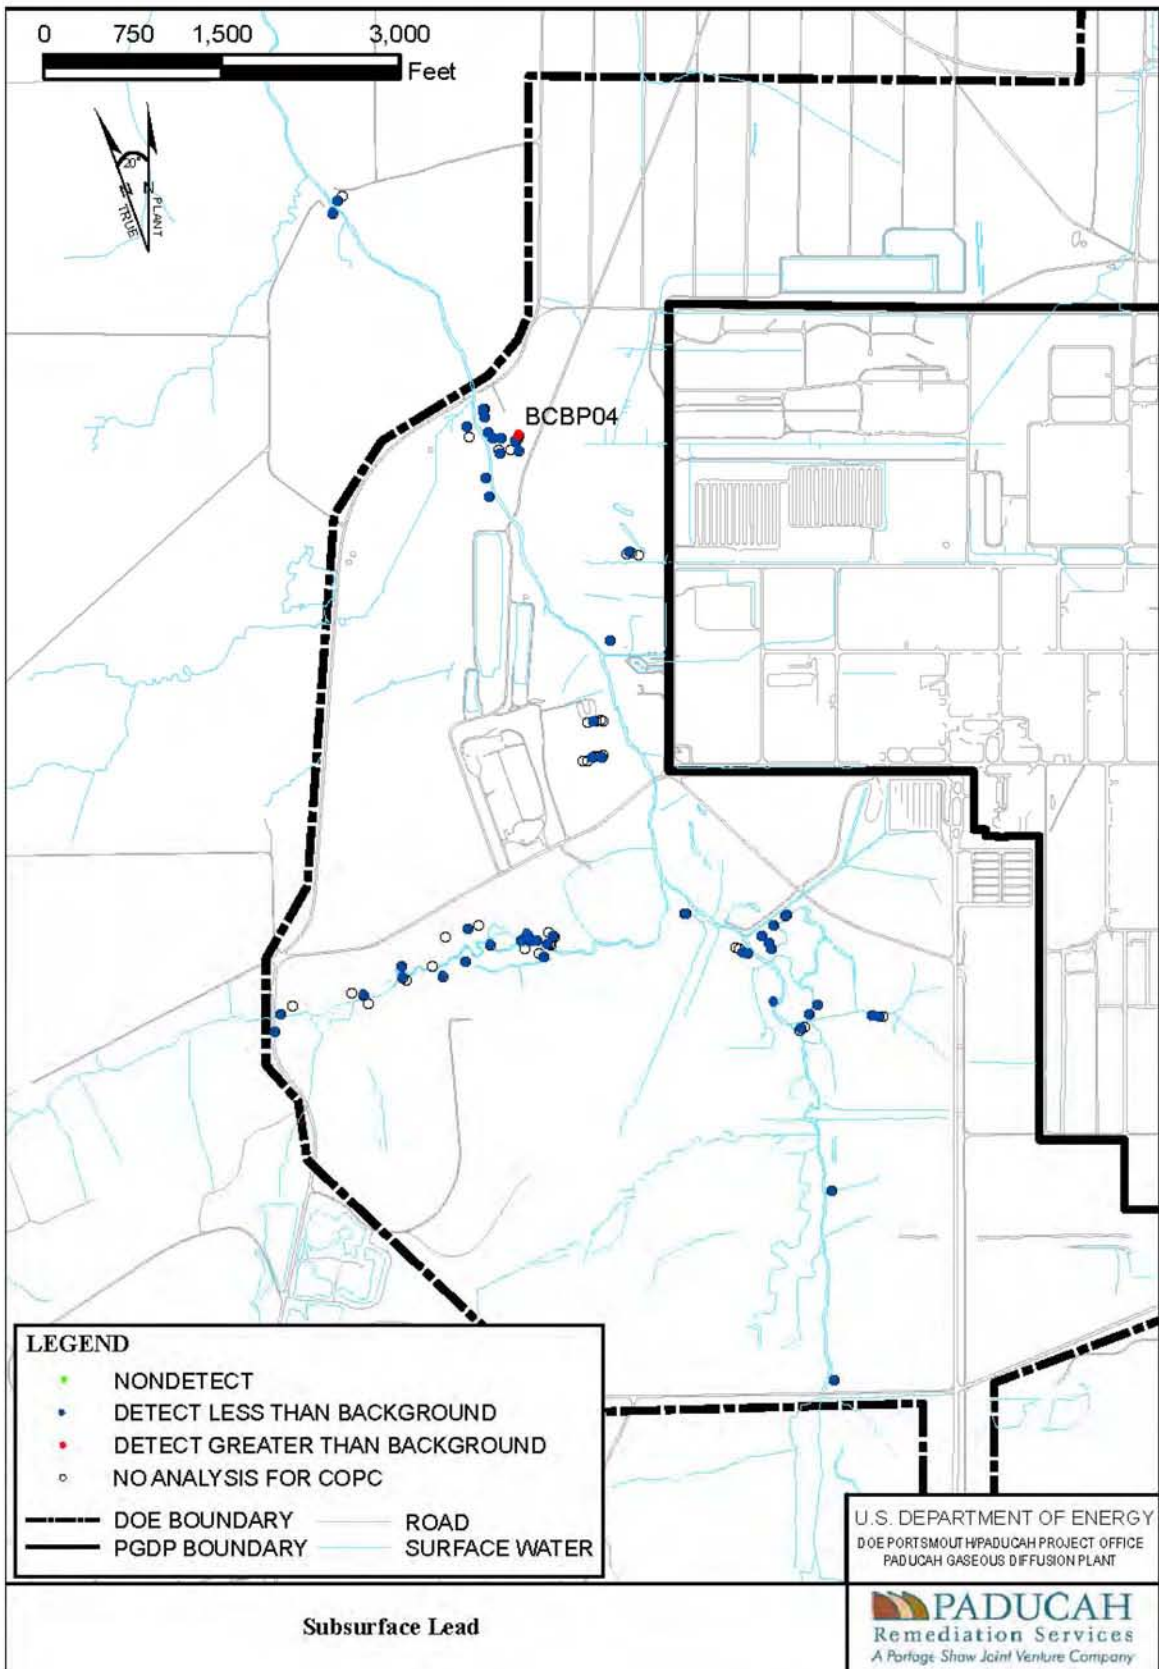 0 750 1,500 3,000
Feet
20°
N N
TRUE PLANT
BCBP04
LEGEND
NONDETECT
DETECT LESS THAN BACKGROUND
DETECT GREATER THAN BACKGROUND
NO ANALYSIS FOR COPC
DOE BOUNDARY ROAD
PGDP BOUNDARY SURFACE WATER
U.S. DEPARTMENT OF ENERGY
DOE PORTSMOUTH/PADUCAH PROJECT OFFICE
PADUCAH GASEOUS DIFFUSION PLANT
Subsurface Lead
PADUCAH
Remediation Services
A Portage Shaw Joint Venture Company